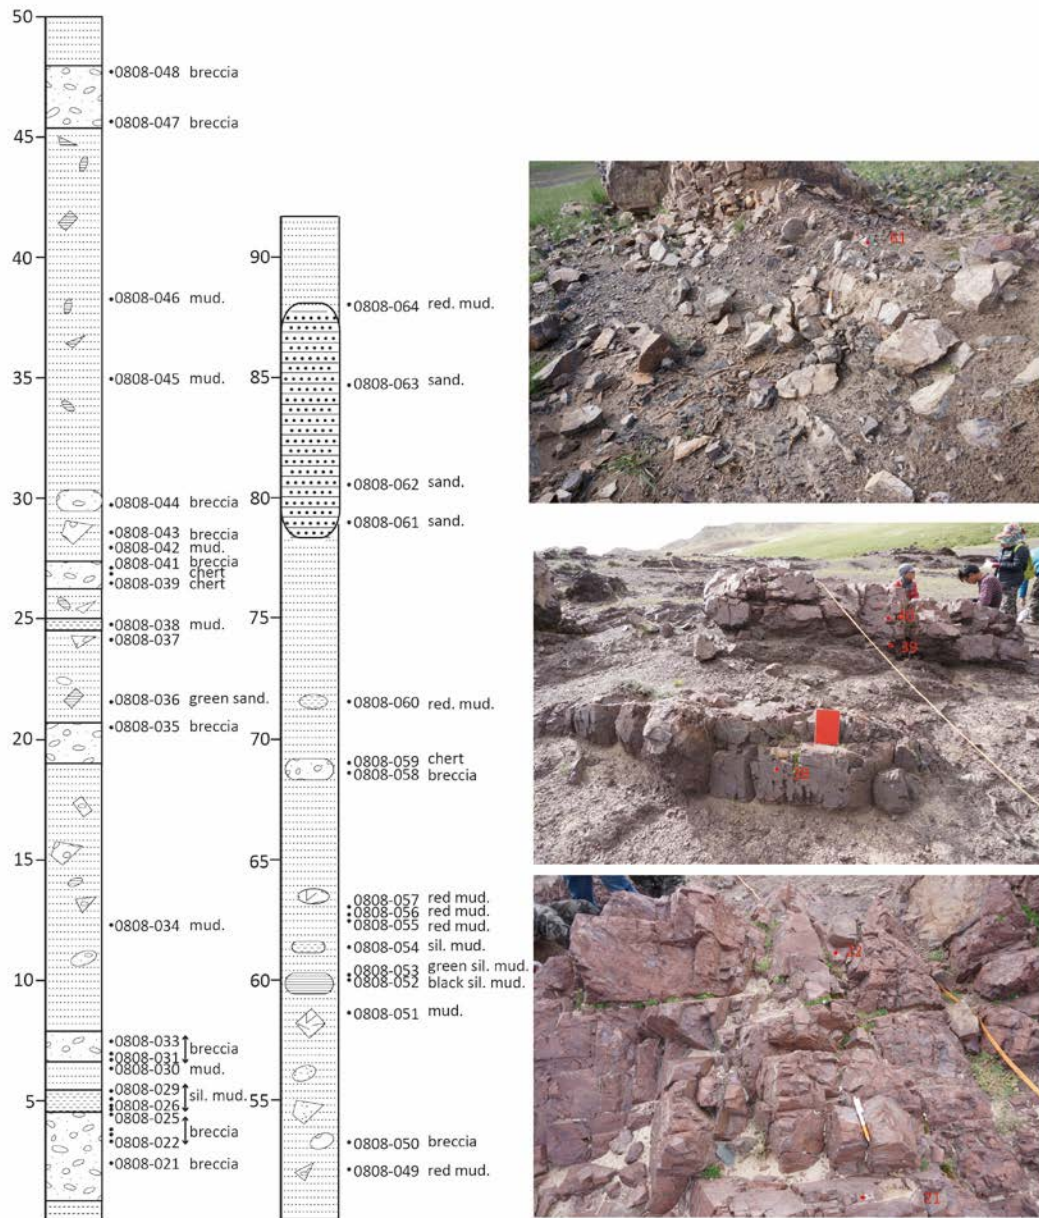 50
•0808-048 breccia
•0808-047 breccia
45
40
•0808-046 mud.
35
•0808-045 mud.
30
•0808-044 breccia
•0808-043 breccia
•0808-042 mud.
•0808-041 breccia
chert
•0808-039 chert
25
•0808-038 mud.
•0808-037
•0808-036 green sand.
•0808-035 breccia
20
15
•0808-034 mud.
10
•0808-033
breccia
•0808-031
•0808-030 mud.
•0808-029
sil. mud.
•0808-026
5
•0808-025
breccia
•0808-022
•0808-021 breccia
90
•0808-064 red. mud.
85
•0808-063 sand.
•0808-062 sand.
80
•0808-061 sand.
75
•0808-060 red. mud.
70
•0808-059 chert
•0808-058 breccia
65
•0808-057 red mud.
•0808-056 red mud.
•0808-055 red mud.
•0808-054 sil. mud.
•0808-053 green sil. mud.
60
•0808-052 black sil. mud.
•0808-051 mud.
55
•0808-050 breccia
•0808-049 red mud.
39
32